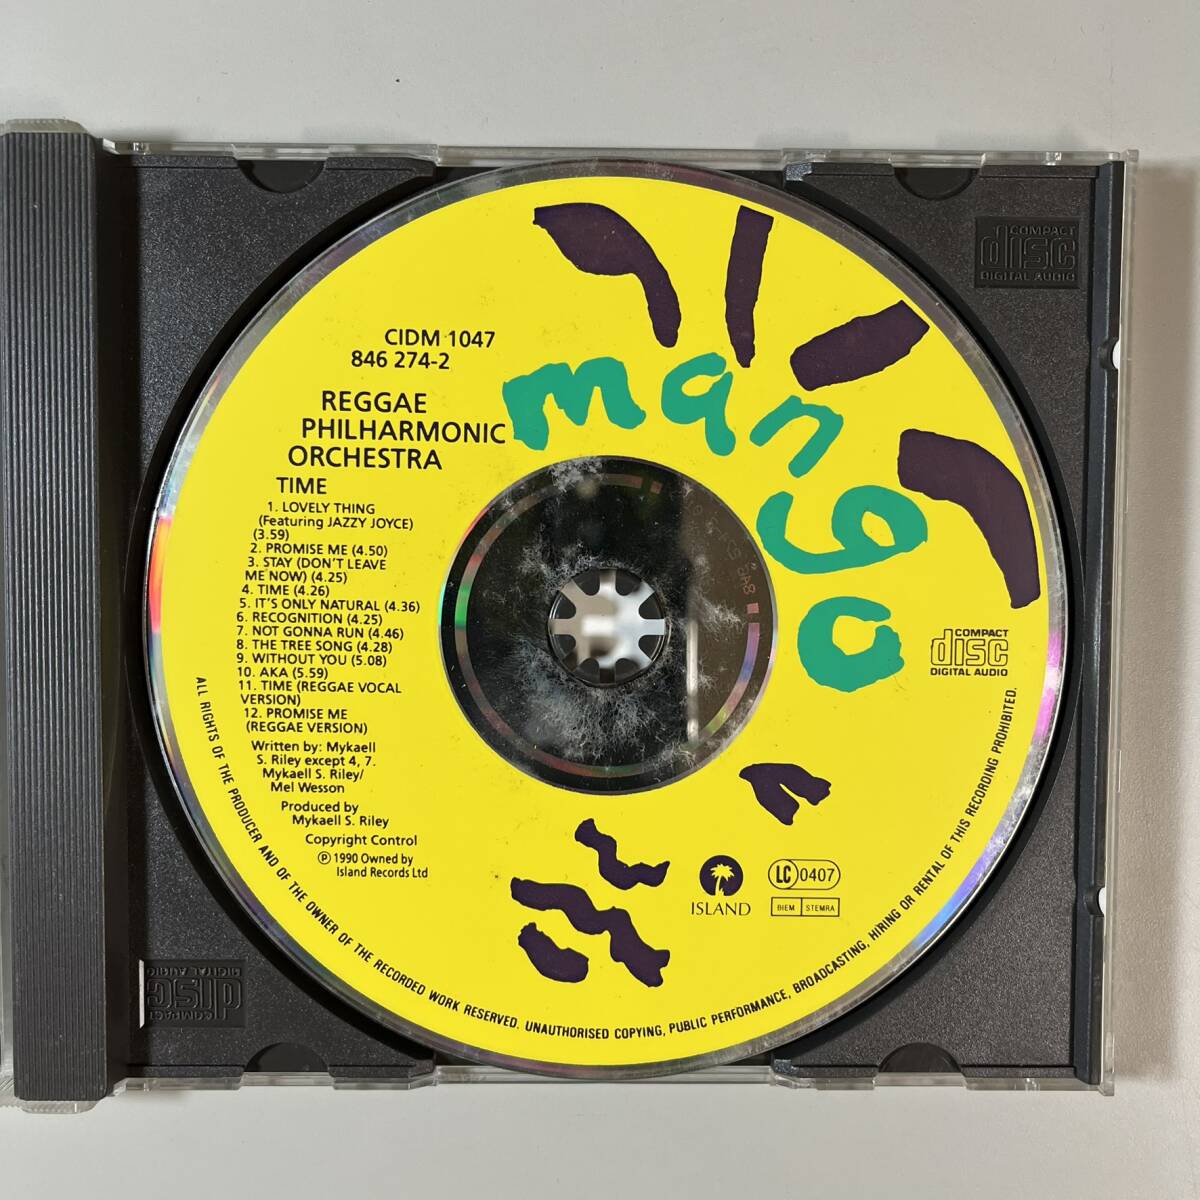 COMPACT
disc
DIGITAL AUDIO
mango
CIDM 1047
846 274-2
REGGAE
PHILHARMONIC
ORCHESTRA
TIME
1. LOVELY THING
(Featuring JAZZY JOYCE)
(3.59)
2. PROMISE ME (4.50)
3. STAY (DON'T LEAVE
ME NOW) (4.25)
4. TIME (4.26)
5. IT'S ONLY NATURAL (4.36)
6. RECOGNITION (4.25)
7. NOT GONNA RUN (4.46)
8. THE TREE SONG (4.28)
9. WITHOUT YOU (5.08)
10. AKA (5.59)
11. TIME (REGGAE VOCAL
VERSION)
12. PROMISE ME
(REGGAE VERSION)
Written by: Mykaell
S. Riley except 4, 7.
Mykaell S. Riley/
Mel Wesson
Produced by
Mykaell S. Riley
Copyright Control
℗ 1990 Owned by
Island Records Ltd
COMPACT
disc
DIGITAL AUDIO
ISLAND
LC 0407
BIEM STEMRA
ALL RIGHTS OF THE PRODUCER AND OF THE OWNER OF THE RECORDED WORK RESERVED. UNAUTHORISED COPYING, PUBLIC PERFORMANCE, BROADCASTING, HIRING OR RENTAL OF THIS RECORDING PROHIBITED.
COMPACT
disc
DIGITAL AUDIO